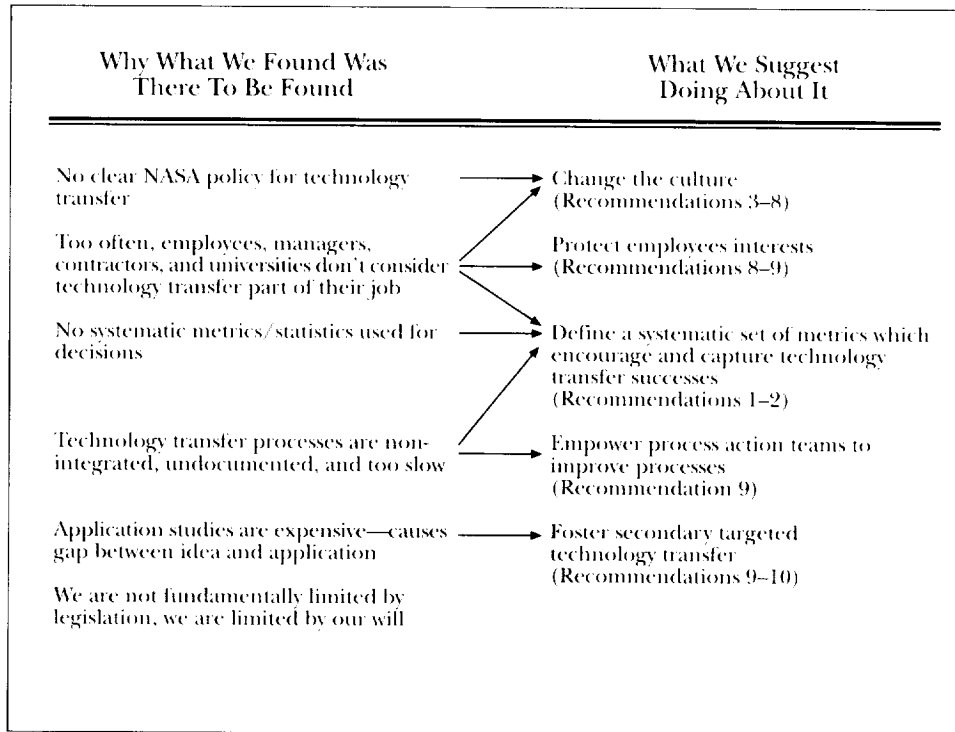 Why What We Found Was
There To Be Found
What We Suggest
Doing About It
No clear NASA policy for technology
transfer
Too often, employees, managers,
contractors, and universities don't consider
technology transfer part of their job
No systematic metrics/statistics used for
decisions
Technology transfer processes are non-
integrated, undocumented, and too slow
Application studies are expensive—causes
gap between idea and application
We are not fundamentally limited by
legislation, we are limited by our will
Change the culture
(Recommendations 3–8)
Protect employees interests
(Recommendations 8–9)
Define a systematic set of metrics which
encourage and capture technology
transfer successes
(Recommendations 1–2)
Empower process action teams to
improve processes
(Recommendation 9)
Foster secondary targeted
technology transfer
(Recommendations 9–10)